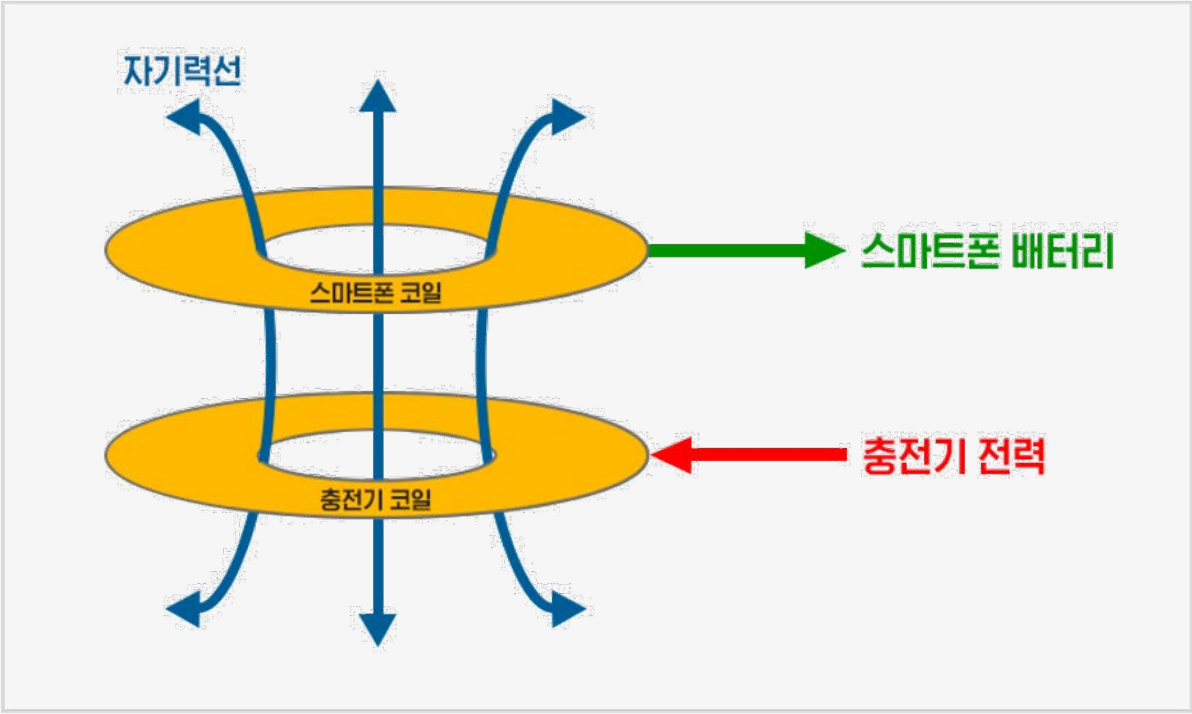 자기력선
스마트폰 배터리
스마트폰 코일
충전기 전력
충전기 코일